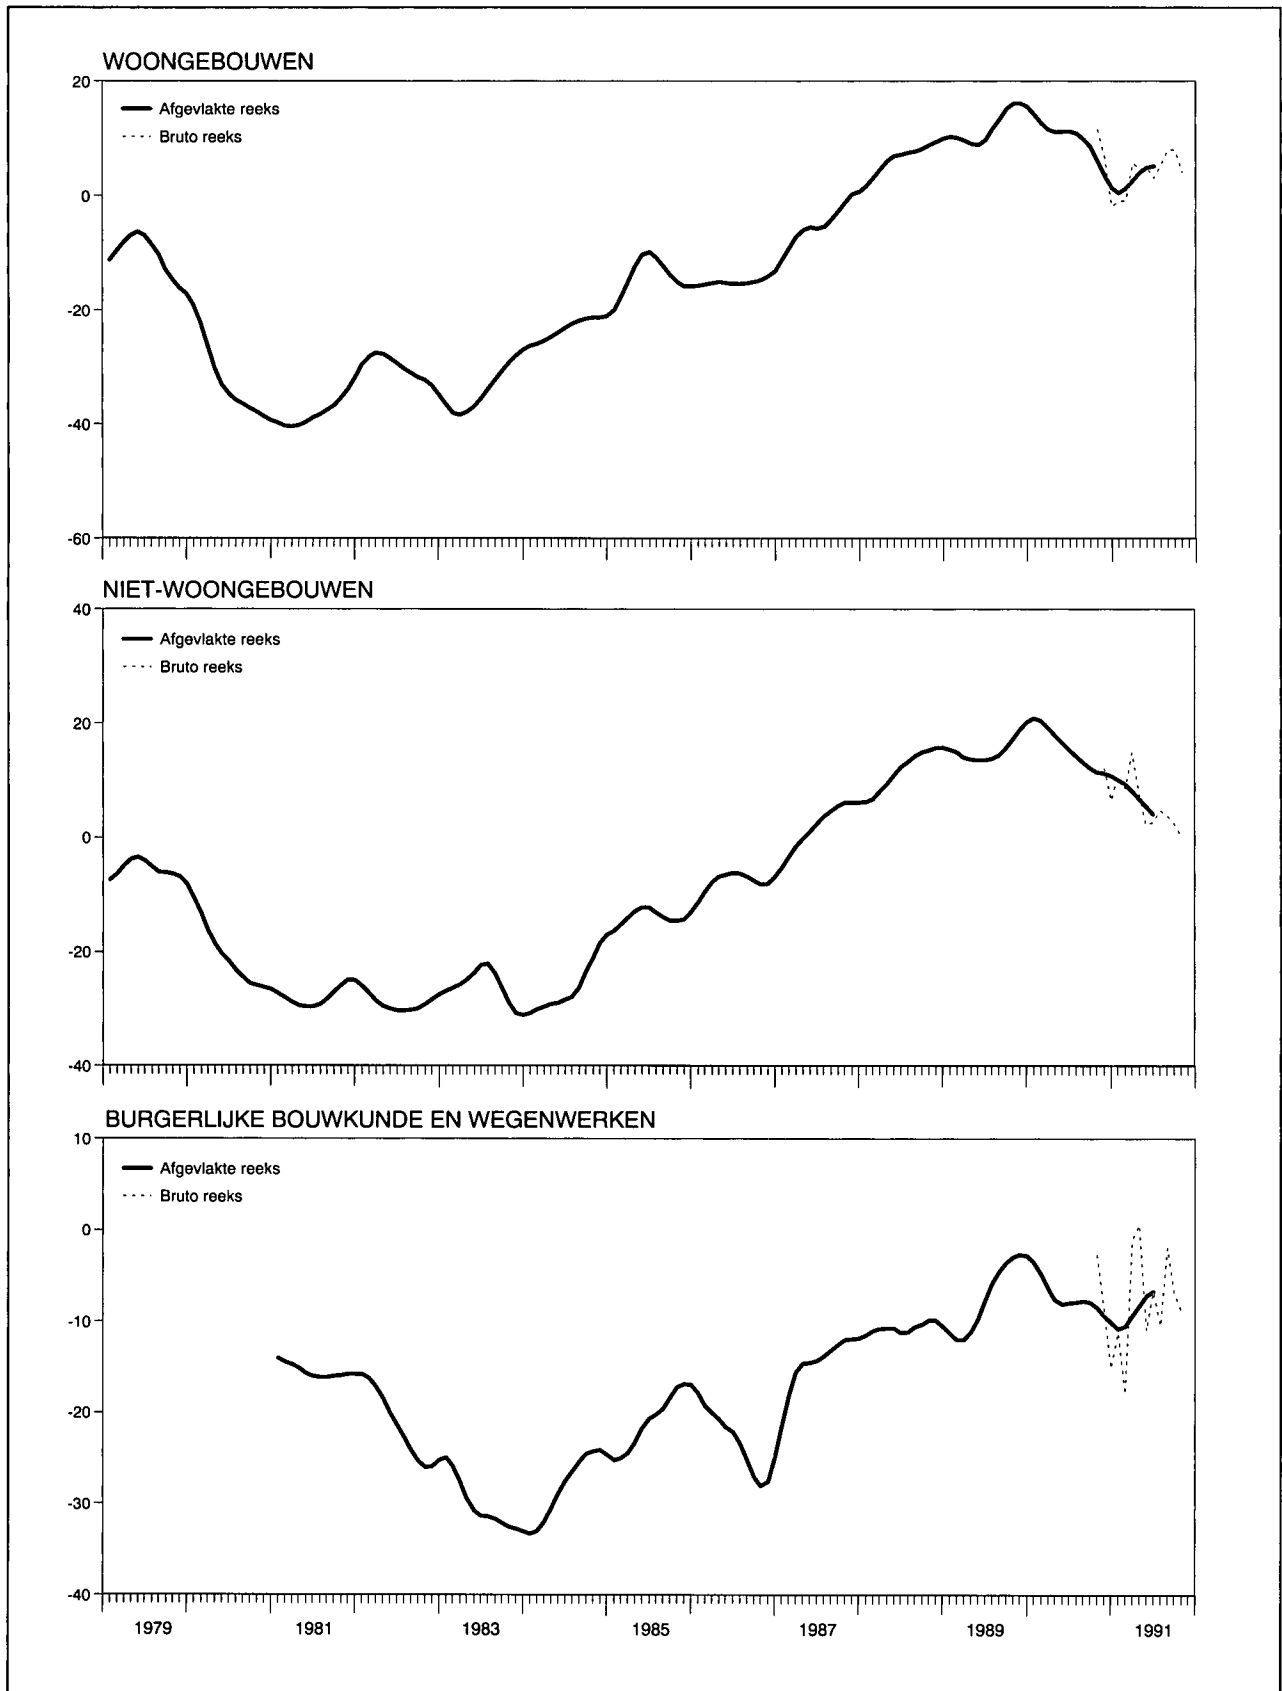 WOONGEBOUWEN
20
Afgevlakte reeks
Bruto reeks
0
-20
-40
-60
NIET-WOONGEBOUWEN
40
Afgevlakte reeks
Bruto reeks
20
0
-20
-40
BURGERLIJKE BOUWKUNDE EN WEGENWERKEN
10
Afgevlakte reeks
Bruto reeks
0
-10
-20
-30
-40
1979 1981 1983 1985 1987 1989 1991